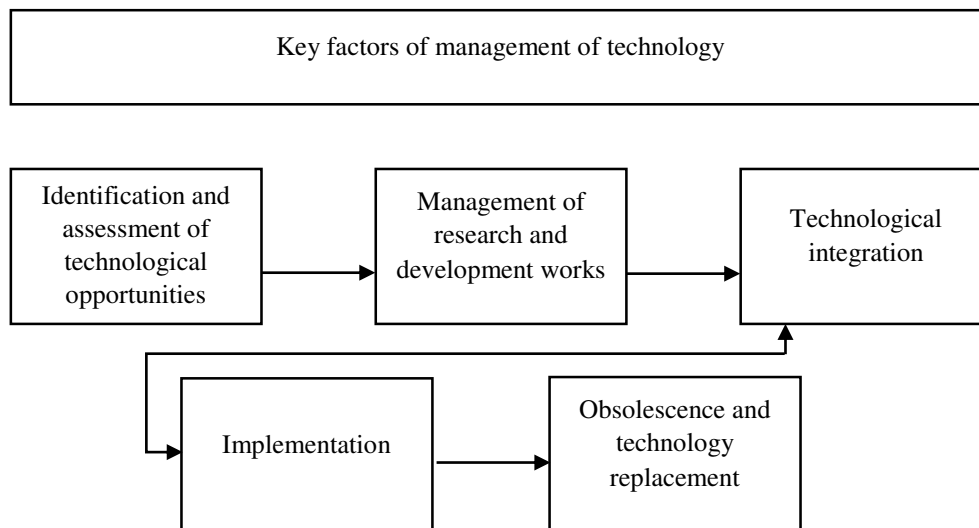 Key factors of management of technology
Identification and
assessment of
technological
opportunities
Management of
research and
development works
Technological
integration
Implementation
Obsolescence and
technology
replacement